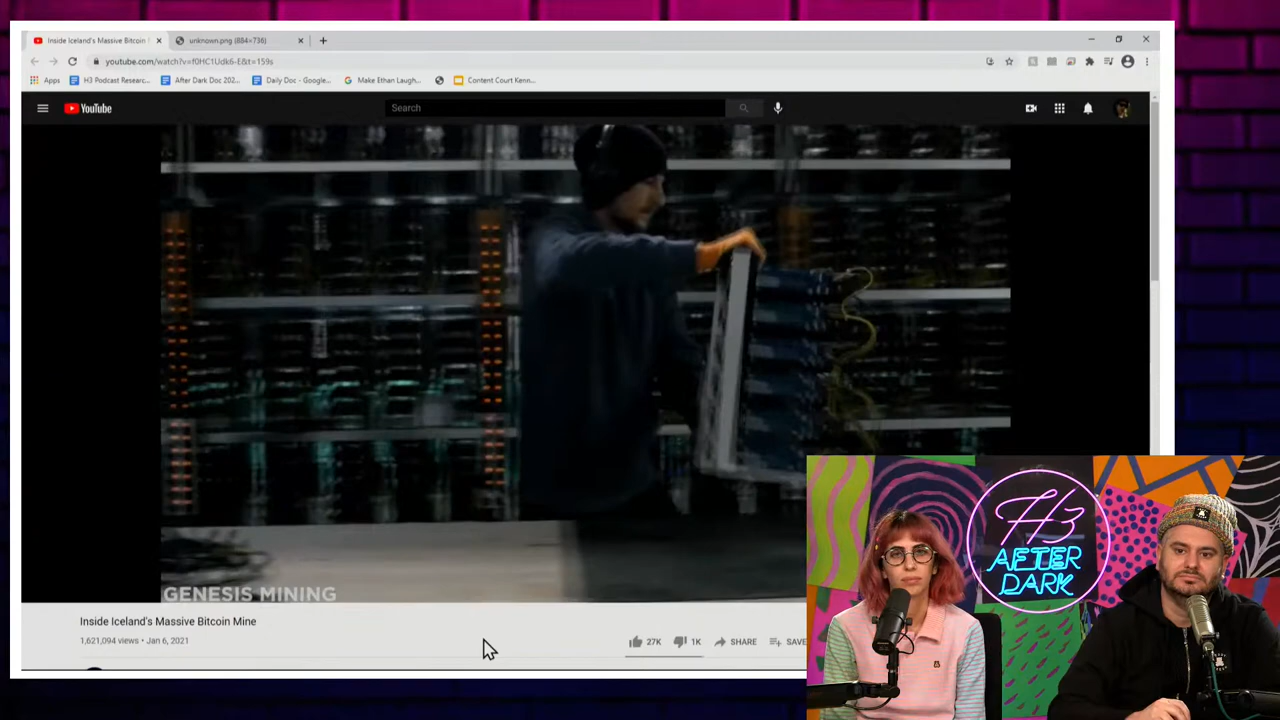 Inside Iceland's Massive Bitcoin
unknown.png (884×736)
youtube.com/watch?v=f0HC1Udk6-E&t=159s
Apps
H3 Podcast Researc...
After Dark Doc 202...
Daily Doc - Google...
Make Ethan Laugh...
Content Court Kenn...
YouTube
Search
GENESIS MINING
Inside Iceland's Massive Bitcoin Mine
1,621,094 views • Jan 6, 2021
27K
1K
SHARE
SAVE
H3
AFTER
DARK